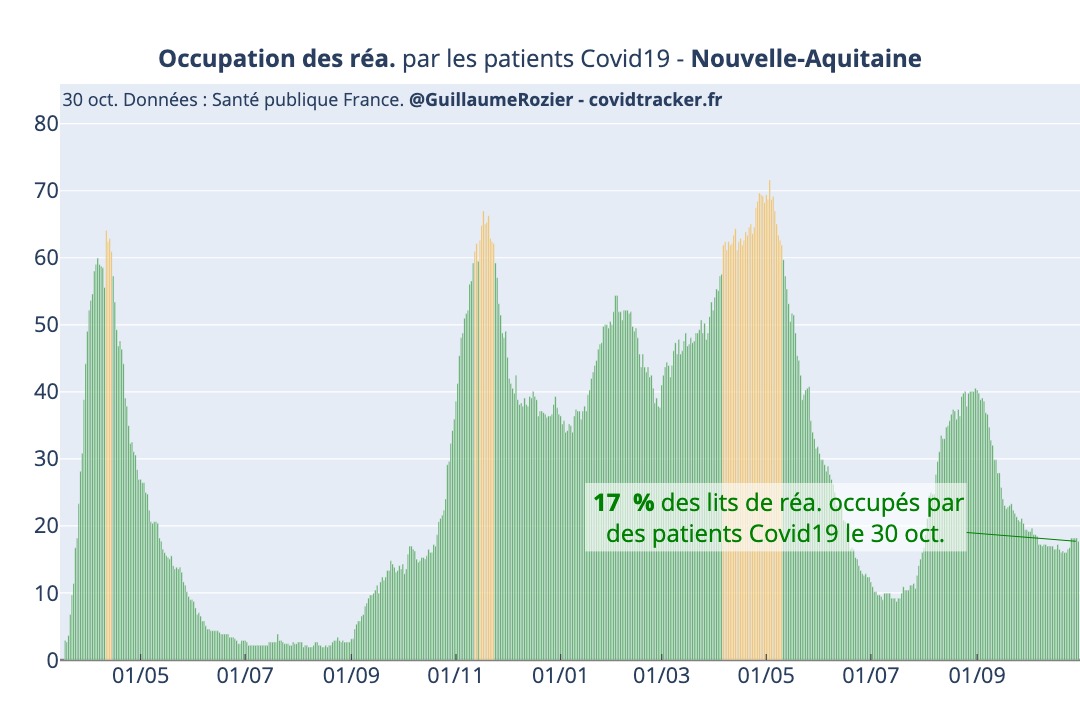 Occupation des réa. par les patients Covid19 - Nouvelle-Aquitaine
30 oct. Données : Santé publique France. @GuillaumeRozier - covidtracker.fr
80
70
60
50
40
30
20
10
0
17 % des lits de réa. occupés par
des patients Covid19 le 30 oct.
01/05 01/07 01/09 01/11 01/01 01/03 01/05 01/07 01/09